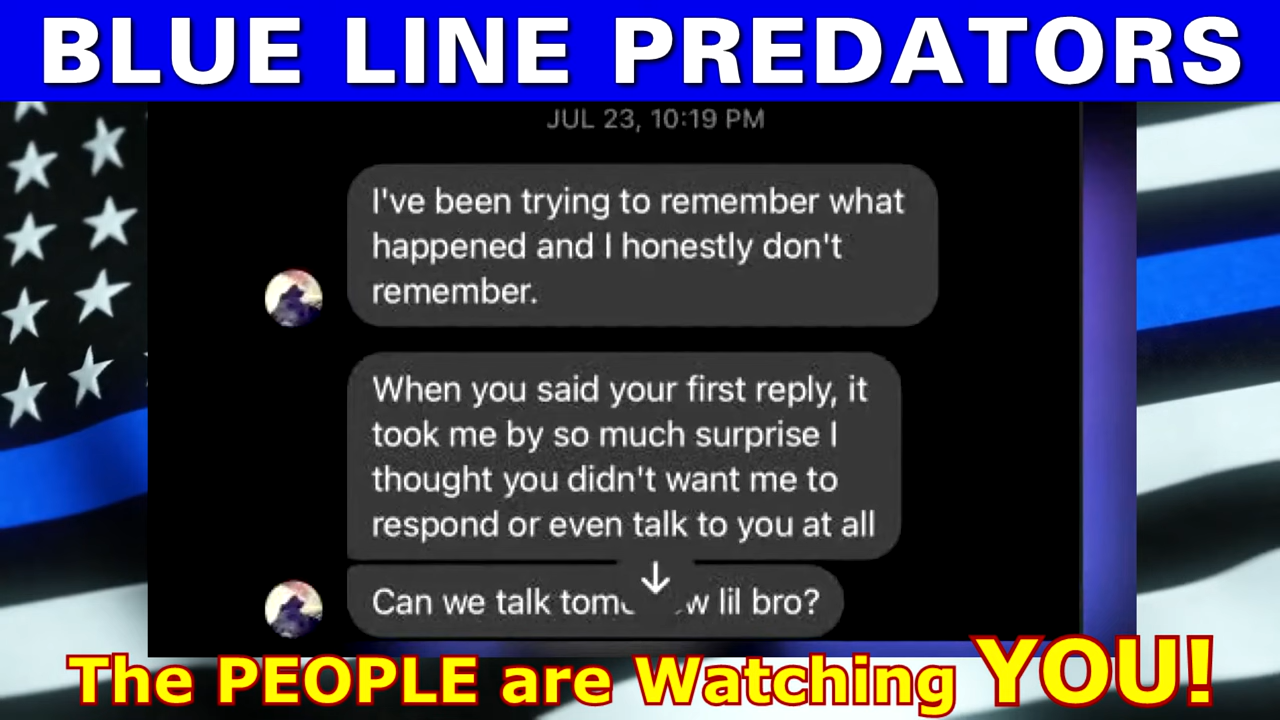 BLUE LINE PREDATORS
JUL 23, 10:19 PM
I've been trying to remember what
happened and I honestly don't
remember.
When you said your first reply, it
took me by so much surprise I
thought you didn't want me to
respond or even talk to you at all
Can we talk lil bro?
The PEOPLE are Watching YOU!